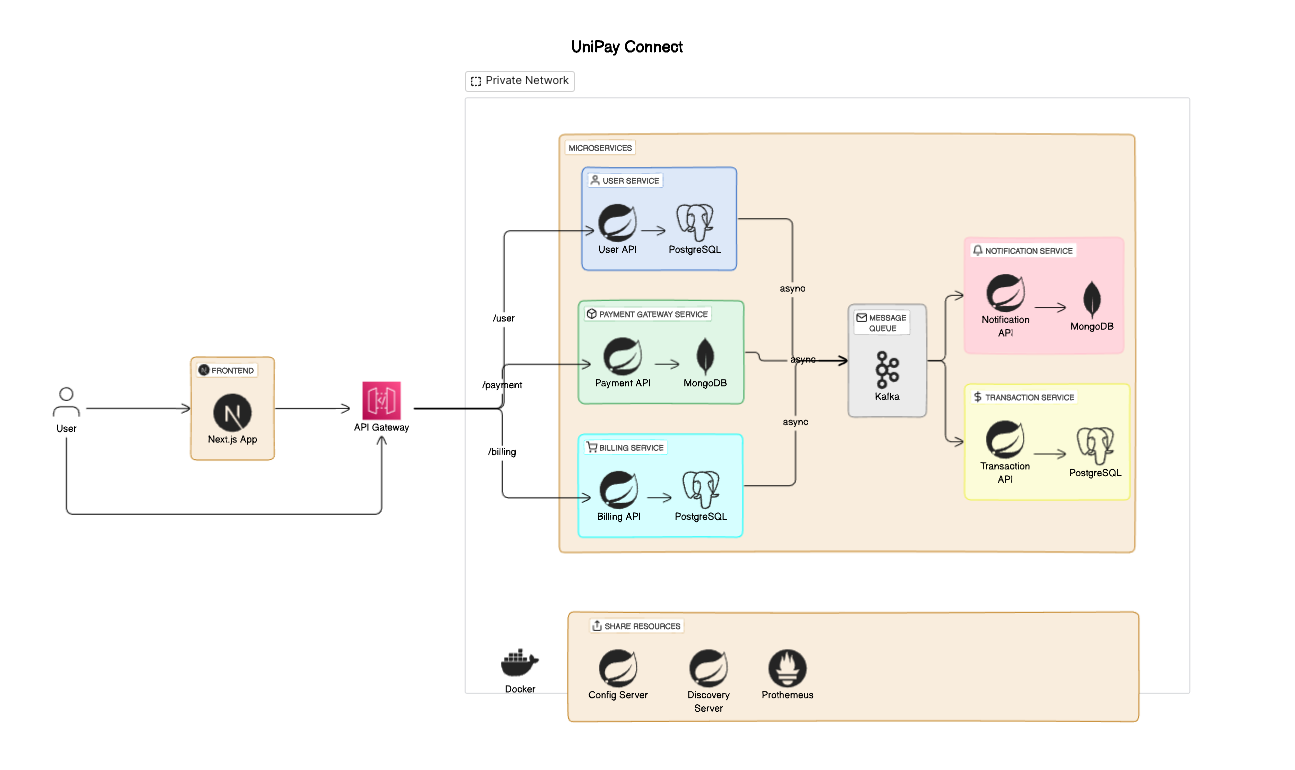 UniPay Connect
Private Network
MICROSERVICES
USER SERVICE
User API
PostgreSQL
async
/user
PAYMENT GATEWAY SERVICE
Payment API
MongoDB
async
/payment
BILLING SERVICE
Billing API
PostgreSQL
async
/billing
MESSAGE
QUEUE
Kafka
NOTIFICATION SERVICE
Notification
API
MongoDB
TRANSACTION SERVICE
Transaction
API
PostgreSQL
User
FRONTEND
N
Next.js App
API Gateway
SHARE RESOURCES
Docker
Config Server
Discovery
Server
Prothemeus